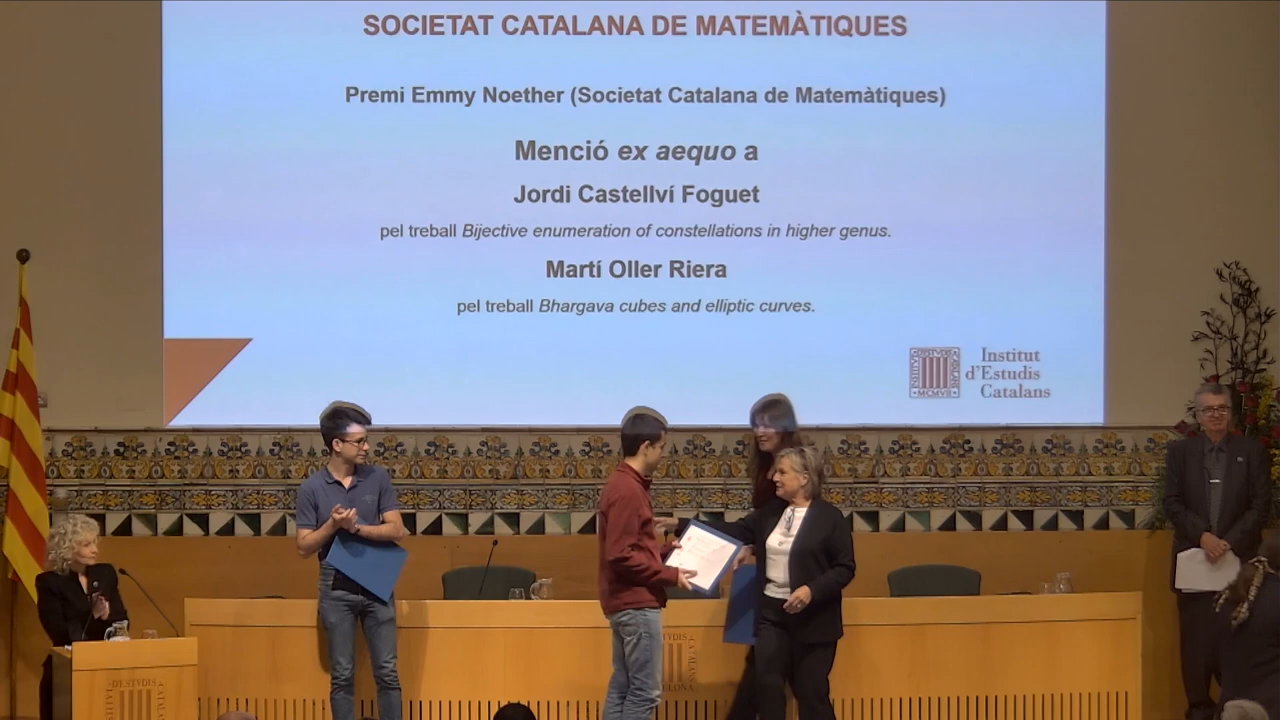 SOCIETAT CATALANA DE MATEMÀTIQUES
Premi Emmy Noether (Societat Catalana de Matemàtiques)
Menció ex aequo a
Jordi Castellví Foguet
pel treball Bijective enumeration of constellations in higher genus.
Martí Oller Riera
pel treball Bhargava cubes and elliptic curves.
Institut
d'Estudis
Catalans
MCMVII
D'ESTVDIS